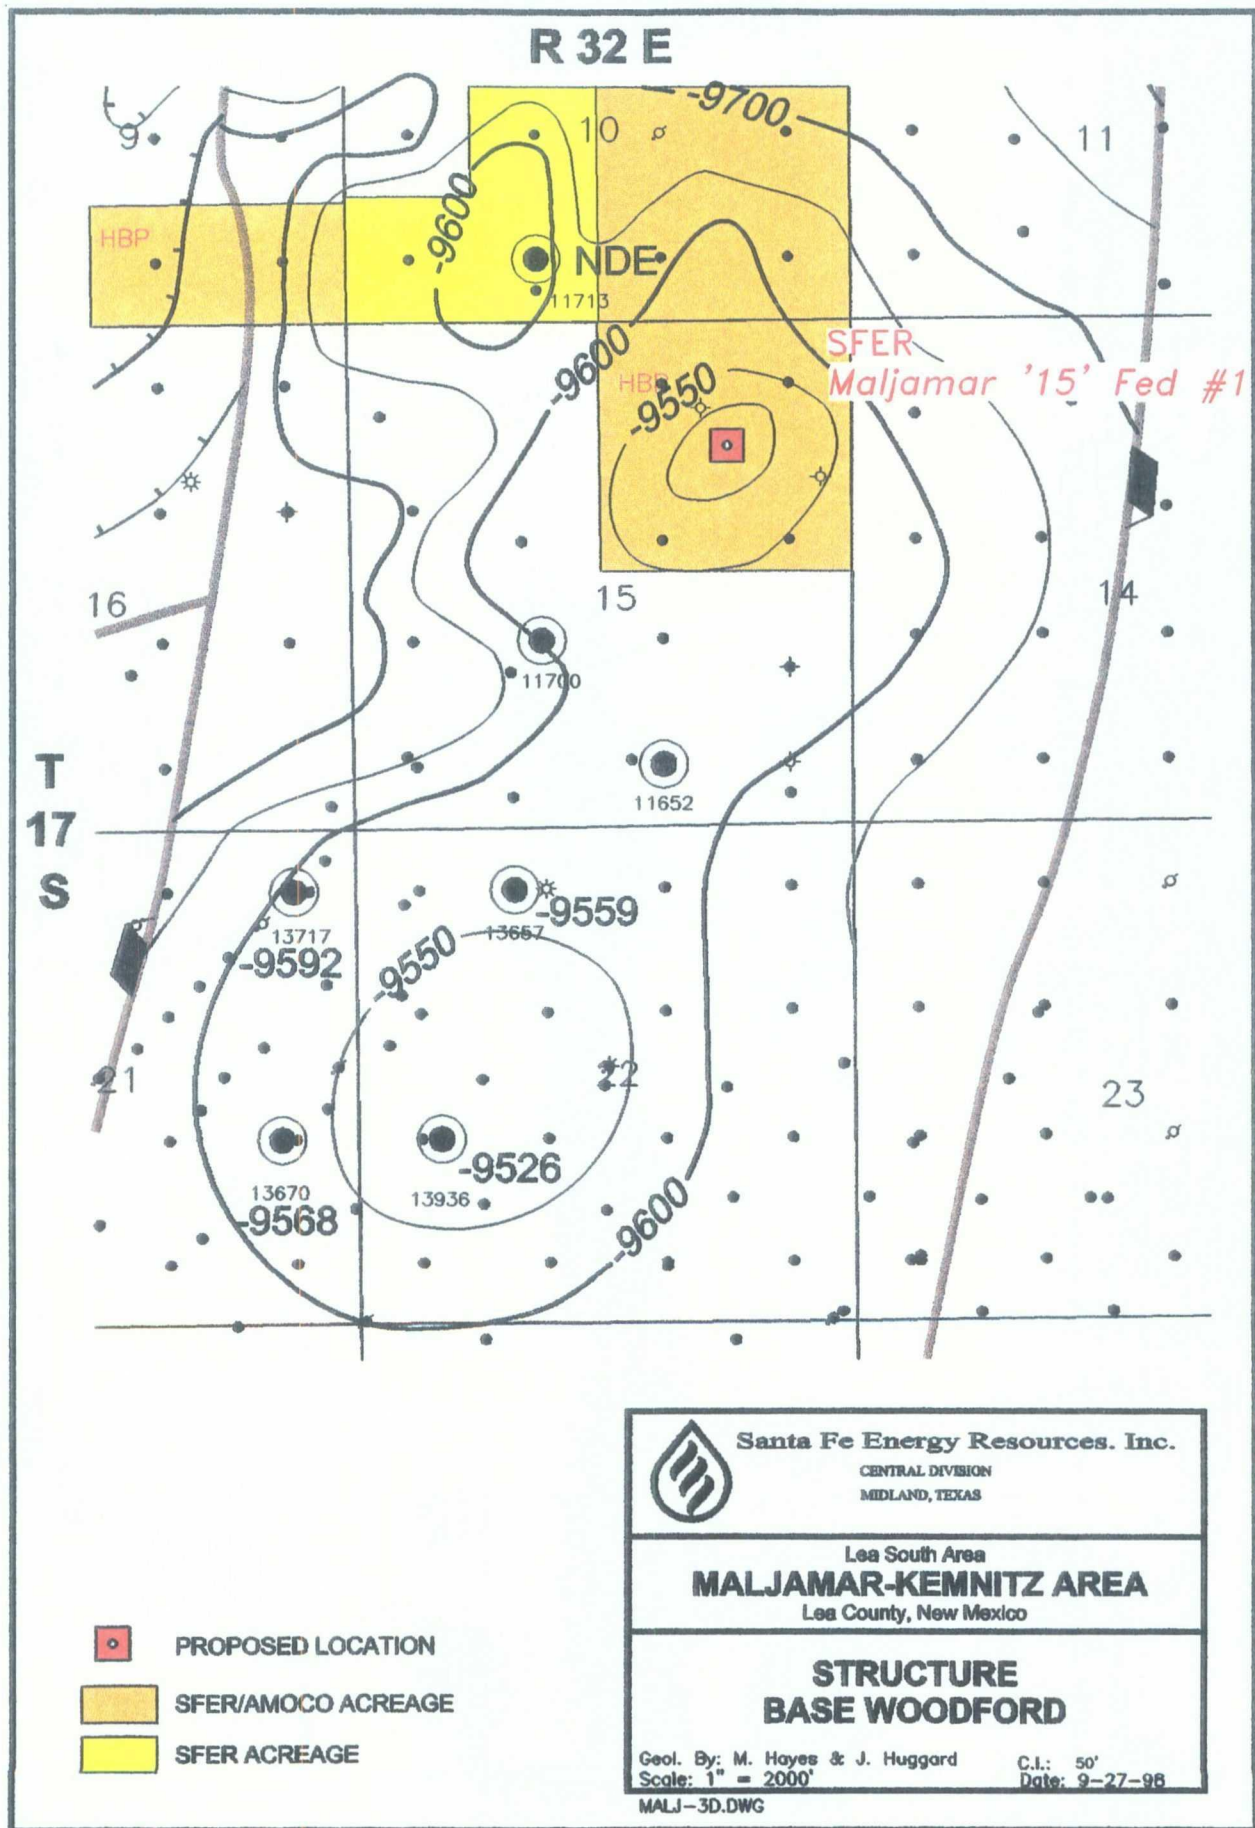 R 32 E
-9700
9
10
11
HBP
-9600
NDE
11713
SFER
Maljamar '15' Fed #1
-9600
HBP
-9550
16
15
14
11700
T
17
S
11652
-9559
13717
13657
-9592
-9550
21
22
23
-9526
13670
13936
-9568
-9600
Santa Fe Energy Resources. Inc.
CENTRAL DIVISION
MIDLAND, TEXAS
Lea South Area
MALJAMAR-KEMNITZ AREA
Lea County, New Mexico
PROPOSED LOCATION
SFER/AMOCO ACREAGE
SFER ACREAGE
STRUCTURE
BASE WOODFORD
Geol. By: M. Hayes & J. Huggard C.I.: 50'
Scale: 1" = 2000' Date: 9-27-98
MALJ-3D.DWG